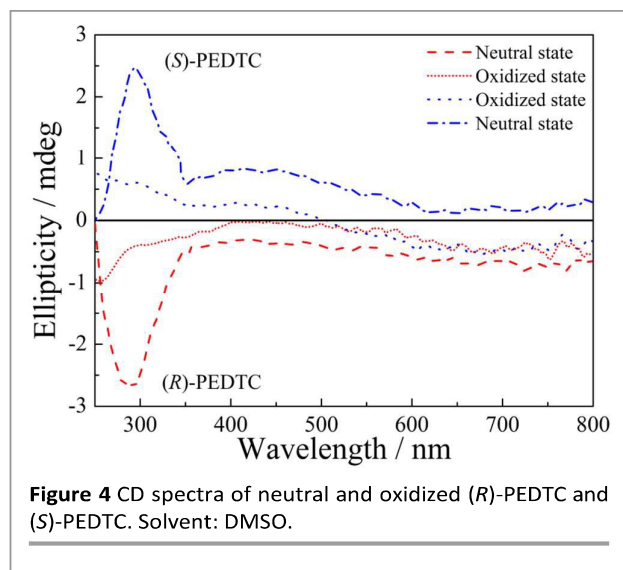 (S)-PEDTC
Neutral state
Oxidized state
Oxidized state
Neutral state
3
2
1
0
-1
-2
-3
Ellipticity / mdeg
(R)-PEDTC
300 400 500 600 700 800
Wavelength / nm
Figure 4 CD spectra of neutral and oxidized (R)-PEDTC and
(S)-PEDTC. Solvent: DMSO.